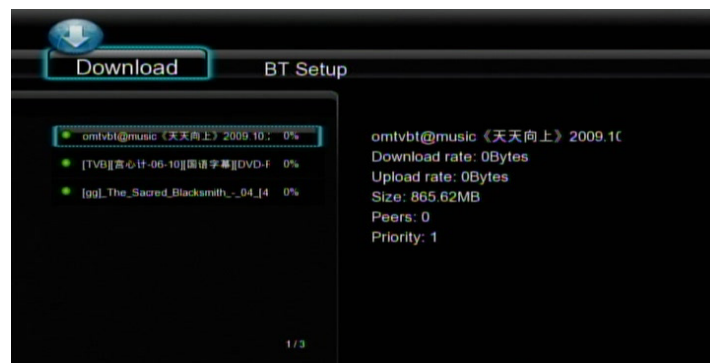 Download
BT Setup
omtvbt@music《天天向上》2009.10.: 0%
[TVB][宫心计-06-10][国语字幕][DVD-F 0%
[gg]_The_Sacred_Blacksmith_-_04_[4 0%
1/3
omtvbt@music《天天向上》2009.1(
Download rate: 0Bytes
Upload rate: 0Bytes
Size: 865.62MB
Peers: 0
Priority: 1